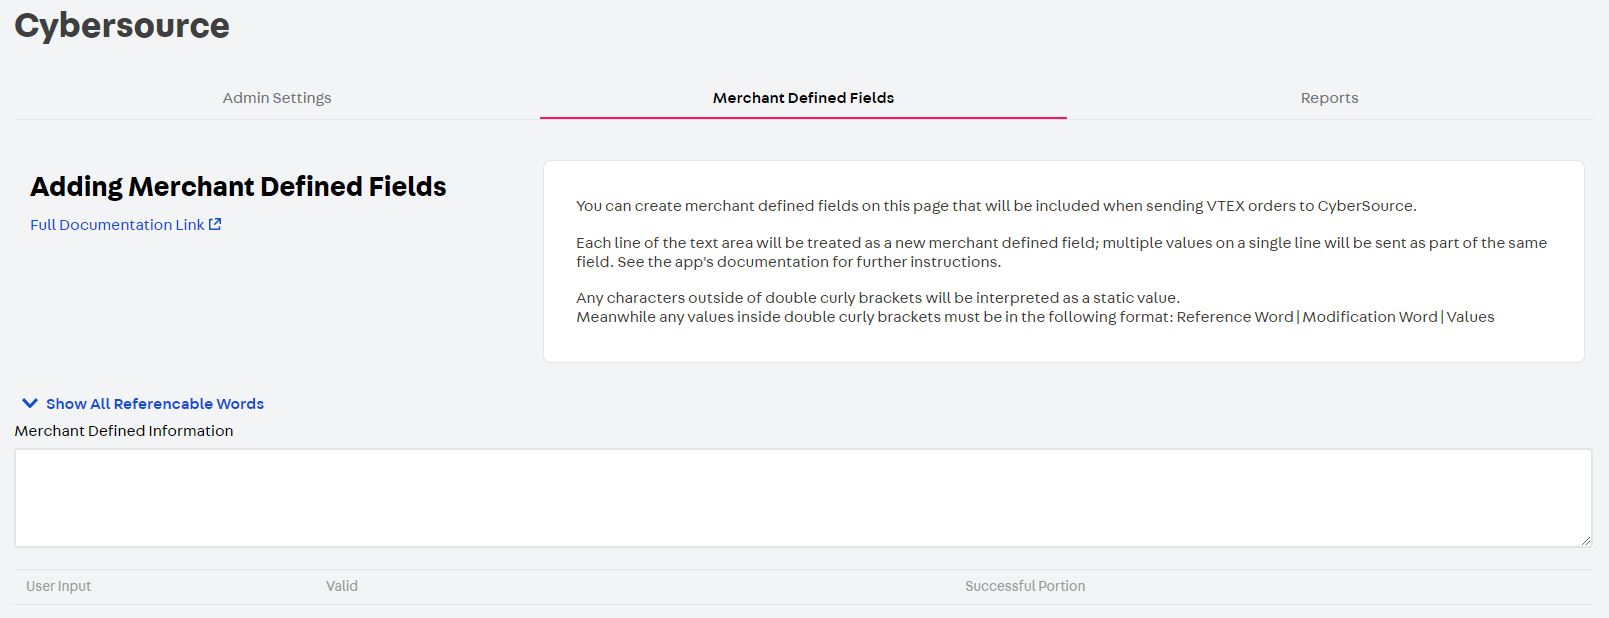 Cybersource
Admin Settings
Merchant Defined Fields
Reports
Adding Merchant Defined Fields
Full Documentation Link
You can create merchant defined fields on this page that will be included when sending VTEX orders to CyberSource.
Each line of the text area will be treated as a new merchant defined field; multiple values on a single line will be sent as part of the same
field. See the app's documentation for further instructions.
Any characters outside of double curly brackets will be interpreted as a static value.
Meanwhile any values inside double curly brackets must be in the following format: Reference Word|Modification Word|Values
Show All Referencable Words
Merchant Defined Information
User Input
Valid
Successful Portion